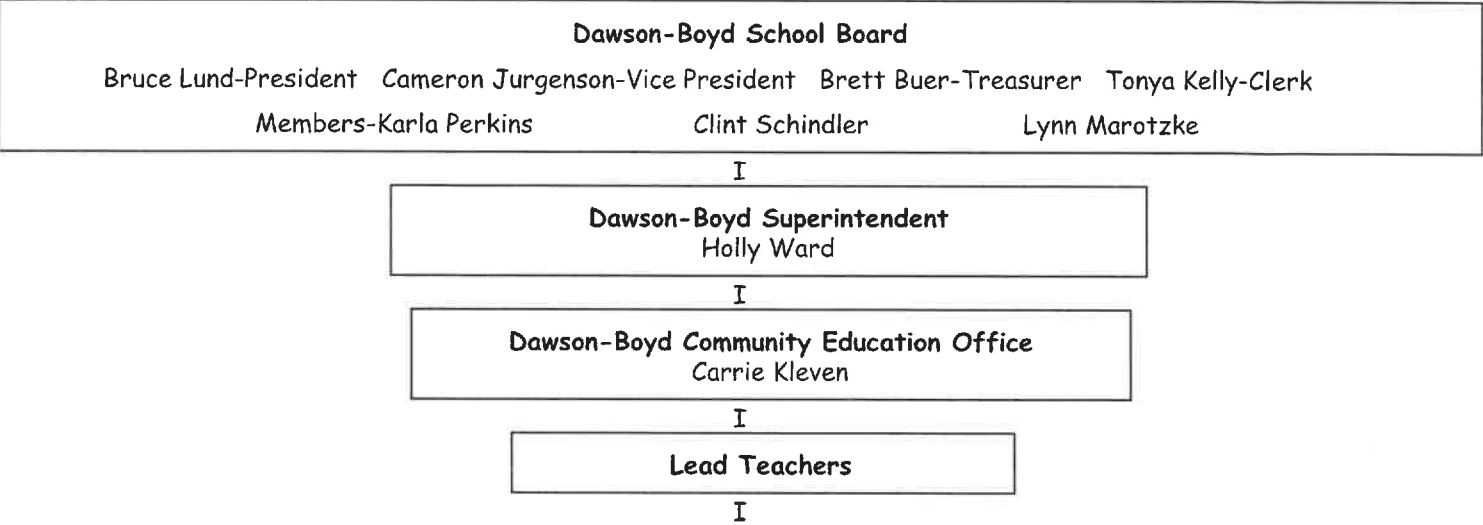 Dawson-Boyd School Board
Bruce Lund-President Cameron Jurgenson-Vice President Brett Buer-Treasurer Tonya Kelly-Clerk
Members-Karla Perkins Clint Schindler Lynn Marotzke
I
Dawson-Boyd Superintendent
Holly Ward
I
Dawson-Boyd Community Education Office
Carrie Kleven
I
Lead Teachers
I